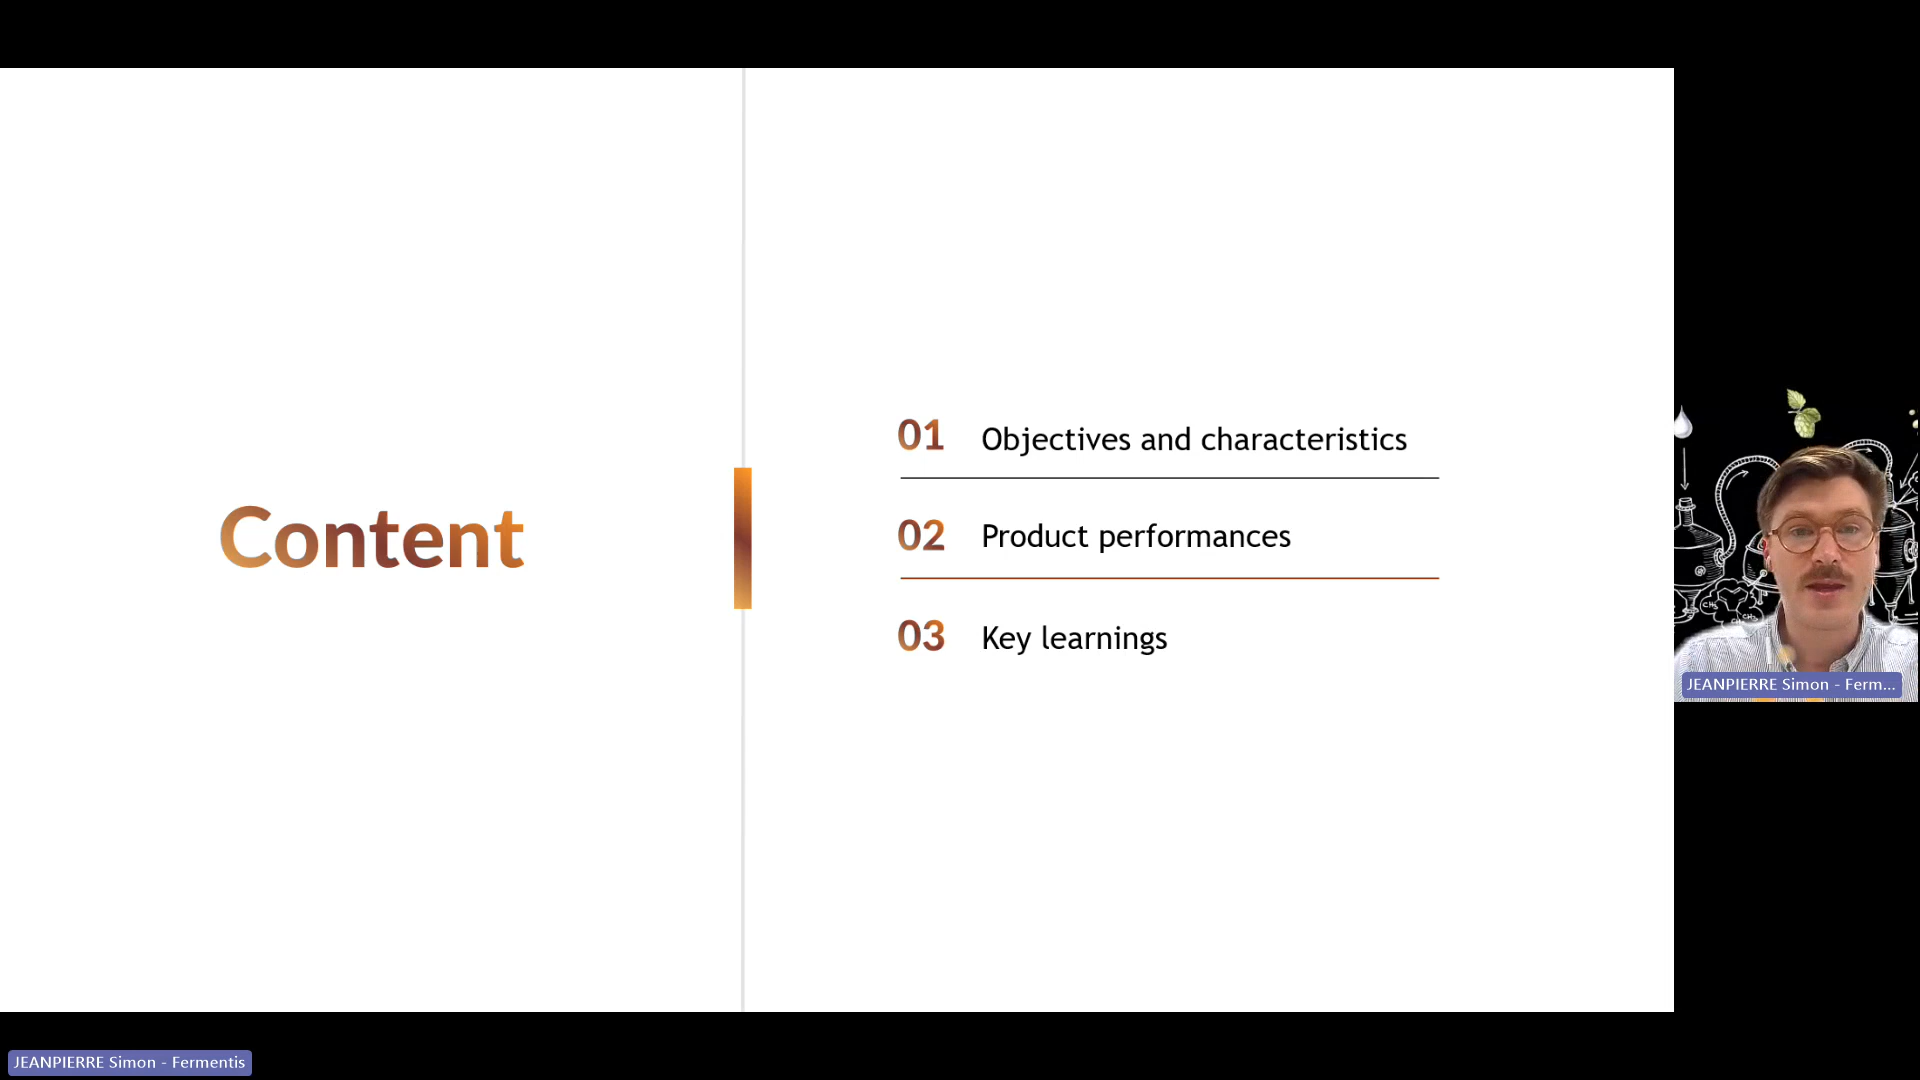 Content
01 Objectives and characteristics
02 Product performances
03 Key learnings
JEANPIERRE Simon - Ferm...
JEANPIERRE Simon - Fermentis